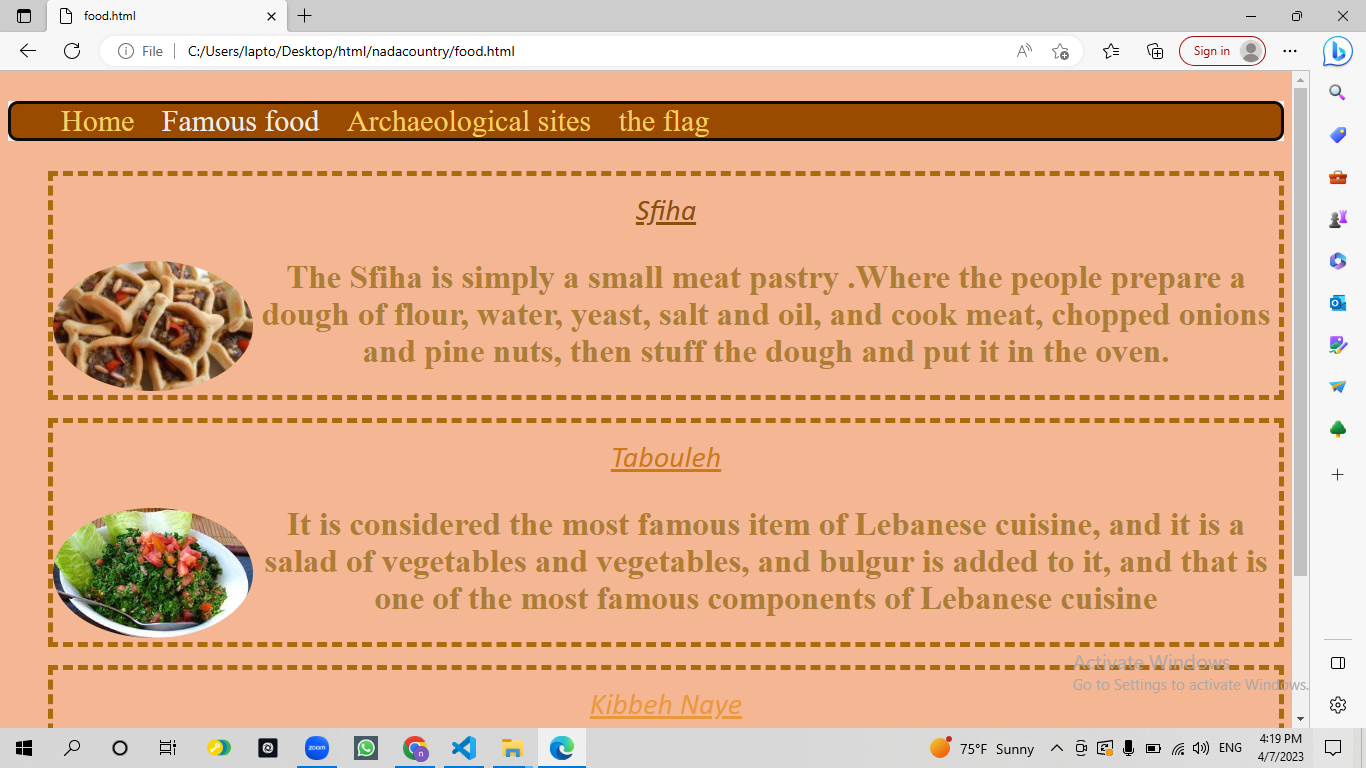 food.html
File
C:/Users/lapto/Desktop/html/nadacountry/food.html
Sign in
Home Famous food Archaeological sites the flag
Sfiha
The Sfiha is simply a small meat pastry .Where the people prepare a
dough of flour, water, yeast, salt and oil, and cook meat, chopped onions
and pine nuts, then stuff the dough and put it in the oven.
Tabouleh
It is considered the most famous item of Lebanese cuisine, and it is a
salad of vegetables and vegetables, and bulgur is added to it, and that is
one of the most famous components of Lebanese cuisine
Activate Windows
Go to Settings to activate Windows.
Kibbeh Naye
zoom
n
75°F Sunny
ENG
4:19 PM
4/7/2023